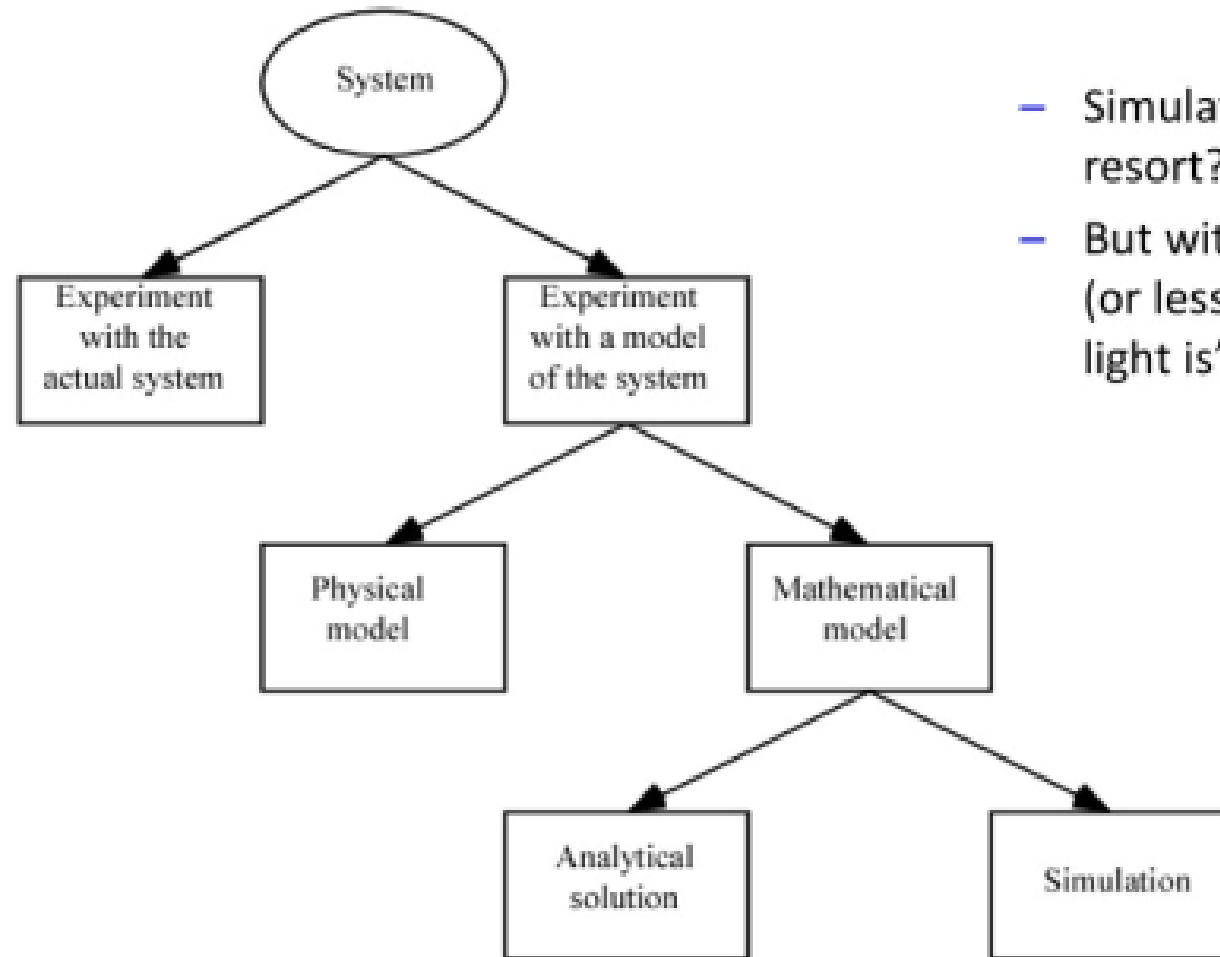 System
Experiment
with the
actual system
Experiment
with a model
of the system
Physical
model
Mathematical
model
Analytical
solution
Simulation
– Simulat
resort?
– But wit
(or less
light is'